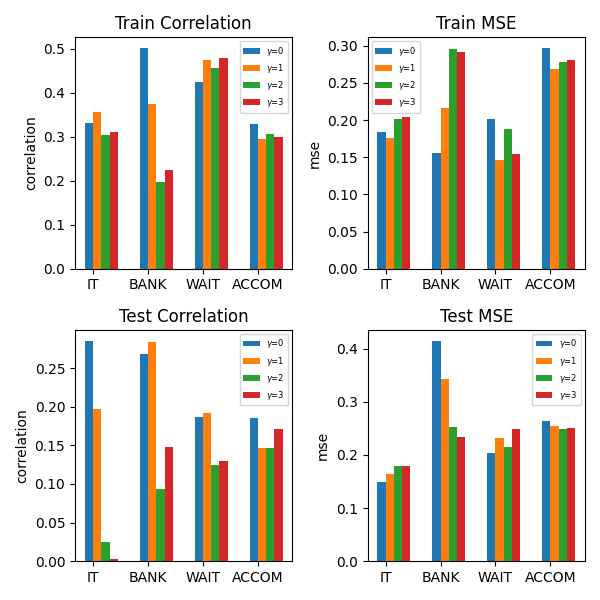 Train Correlation
correlation
0.5
0.4
0.3
0.2
0.1
0.0
γ=0
γ=1
γ=2
γ=3
IT BANK WAIT ACCOM
Train MSE
mse
0.30
0.25
0.20
0.15
0.10
0.05
0.00
γ=0
γ=1
γ=2
γ=3
IT BANK WAIT ACCOM
Test Correlation
correlation
0.25
0.20
0.15
0.10
0.05
0.00
γ=0
γ=1
γ=2
γ=3
IT BANK WAIT ACCOM
Test MSE
mse
0.4
0.3
0.2
0.1
0.0
γ=0
γ=1
γ=2
γ=3
IT BANK WAIT ACCOM